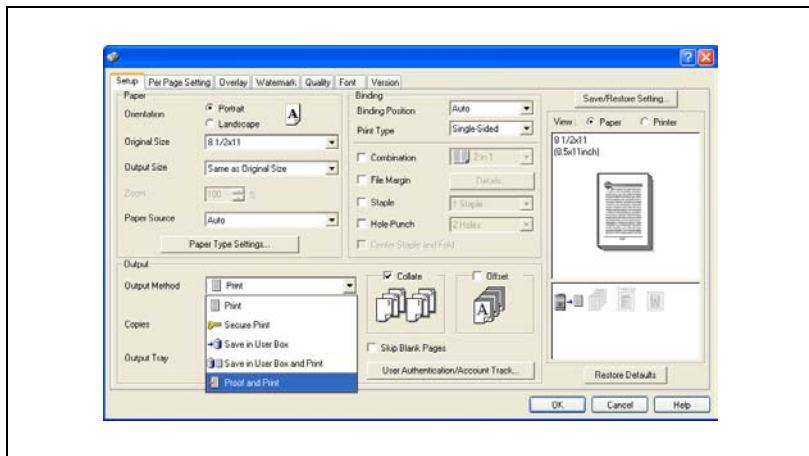 Setup Per Page Setting Overlay Watermark Quality Font Version
Paper
Orientation
Portrait
Landscape
A
Original Size
8 1/2x11
Output Size
Same as Original Size
Zoom
100 %
Paper Source
Auto
Paper Type Settings...
Binding
Binding Position
Auto
Print Type
Single-Sided
Combination
2 in 1
File Margin
Details...
Staple
1 Staple
Hole-Punch
2 Holes
Center Staple and Fold
Save/Restore Setting...
View : Paper Printer
8 1/2x11
(8.5x11inch)
Output
Output Method
Print
Print
Secure Print
Save in User Box
Save in User Box and Print
Proof and Print
Copies
Output Tray
Collate
Offset
A
Skip Blank Pages
User Authentication/Account Track...
Restore Defaults
OK Cancel Help